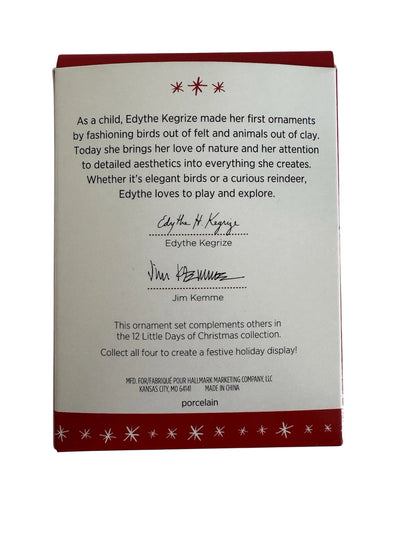 As a child, Edythe Kegrize made her first ornaments
by fashioning birds out of felt and animals out of clay.
Today she brings her love of nature and her attention
to detailed aesthetics into everything she creates.
Whether it's elegant birds or a curious reindeer,
Edythe loves to play and explore.
Edythe H. Kegrize
Edythe Kegrize
Jim Kemme
Jim Kemme
This ornament set complements others in
the 12 Little Days of Christmas collection.
Collect all four to create a festive holiday display!
MFD. FOR/FABRIQUÉ POUR HALLMARK MARKETING COMPANY, LLC
KANSAS CITY, MO 64141 MADE IN CHINA
porcelain